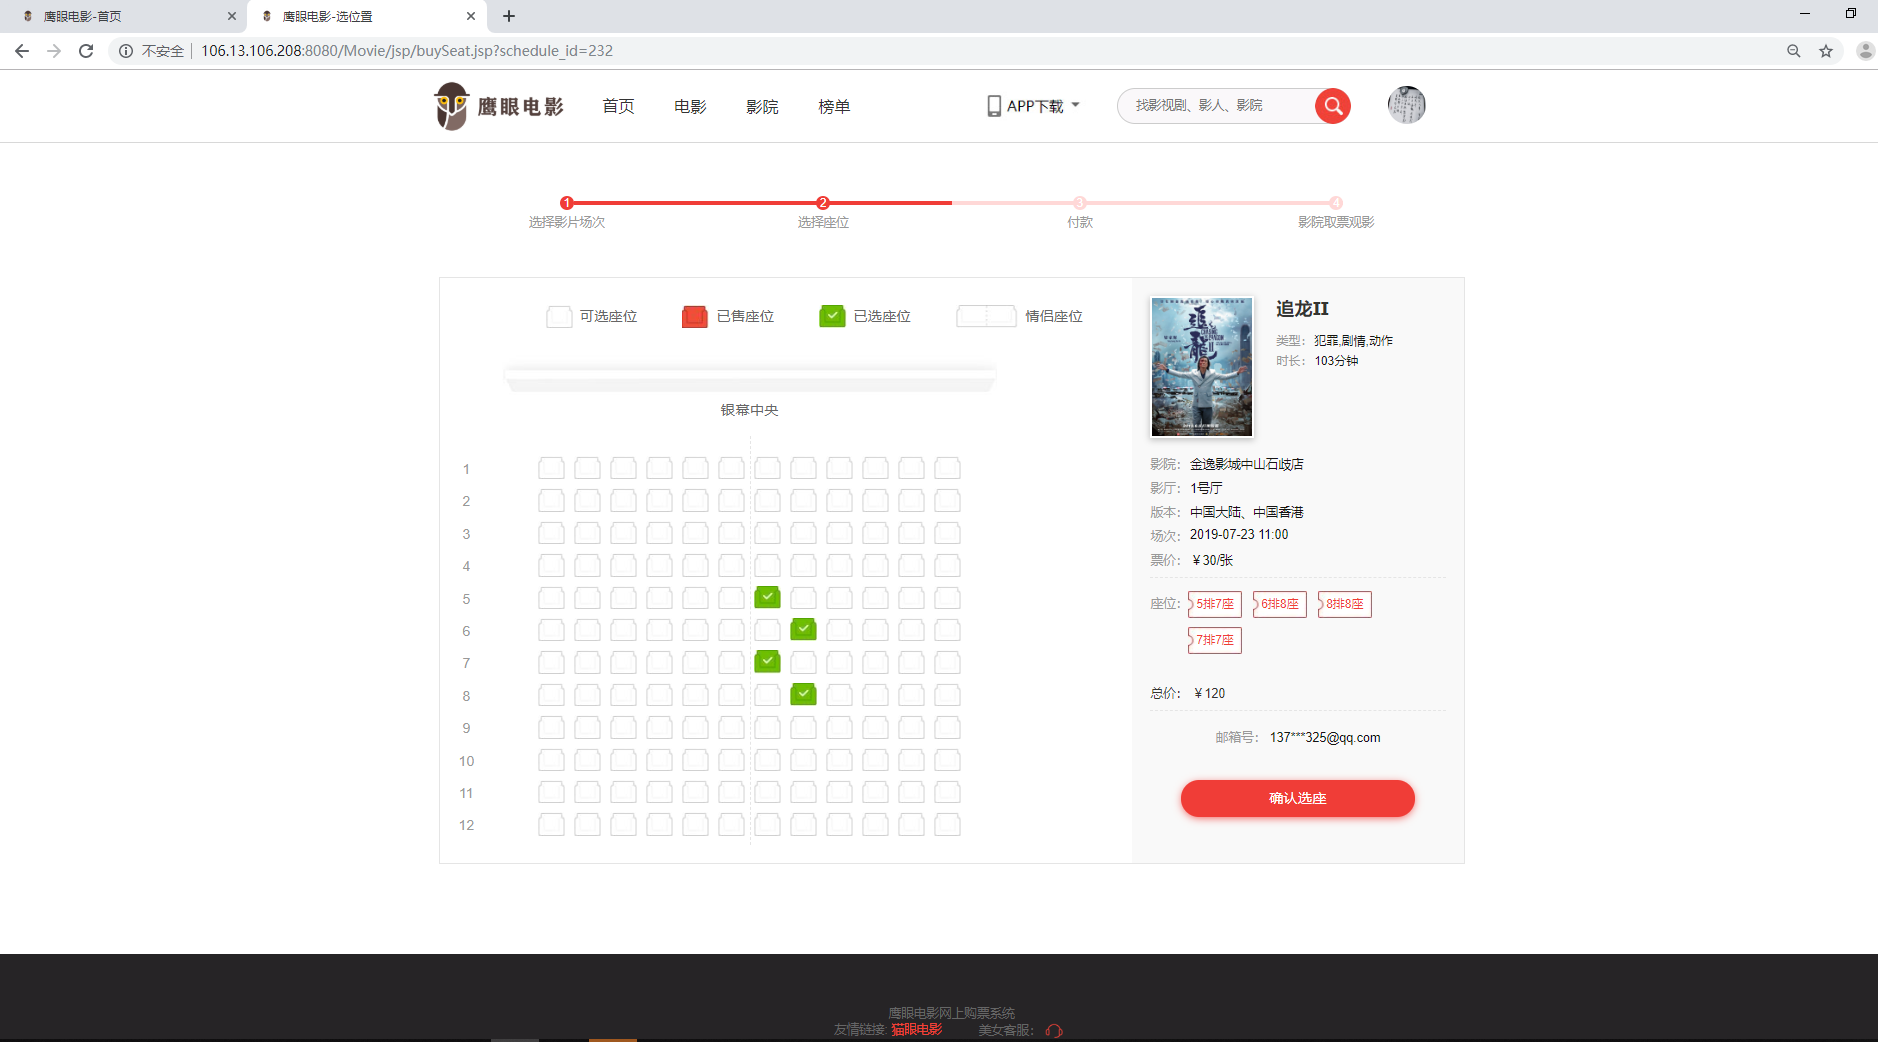 鹰眼电影-首页
鹰眼电影-选位置
不安全 106.13.106.208:8080/Movie/jsp/buySeat.jsp?schedule_id=232
鹰眼电影 首页 电影 影院 榜单 APP下载 找影视剧、影人、影院
1 2 3 4
选择影片场次 选择座位 付款 影院取票观影
可选座位 已售座位 已选座位 情侣座位
银幕中央
1
2
3
4
5
6
7
8
9
10
11
12
追龙II
类型： 犯罪,剧情,动作
时长： 103分钟
影院： 金逸影城中山石歧店
影厅： 1号厅
版本： 中国大陆、中国香港
场次： 2019-07-23 11:00
票价： ￥30/张
座位： 5排7座 6排8座 8排8座
7排7座
总价： ￥120
邮箱号： 137***325@qq.com
确认选座
鹰眼电影网上购票系统
友情链接: 猫眼电影 美女客服：